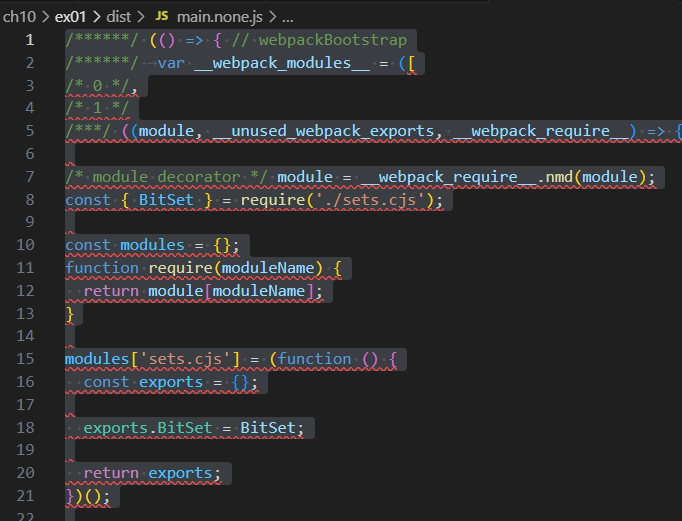 ch10 > ex01 > dist > JS main.none.js > ...
1 /******/ (() => { // webpackBootstrap
2 /******/ var __webpack_modules__ = ([
3 /* 0 */,
4 /* 1 */
5 /***/ ((module, __unused_webpack_exports, __webpack_require__) => {
6
7 /* module decorator */ module = __webpack_require__.nmd(module);
8 const { BitSet } = require('./sets.cjs');
9
10 const modules = {};
11 function require(moduleName) {
12   return module[moduleName];
13 }
14
15 modules['sets.cjs'] = (function () {
16   const exports = {};
17
18   exports.BitSet = BitSet;
19
20   return exports;
21 })();
22